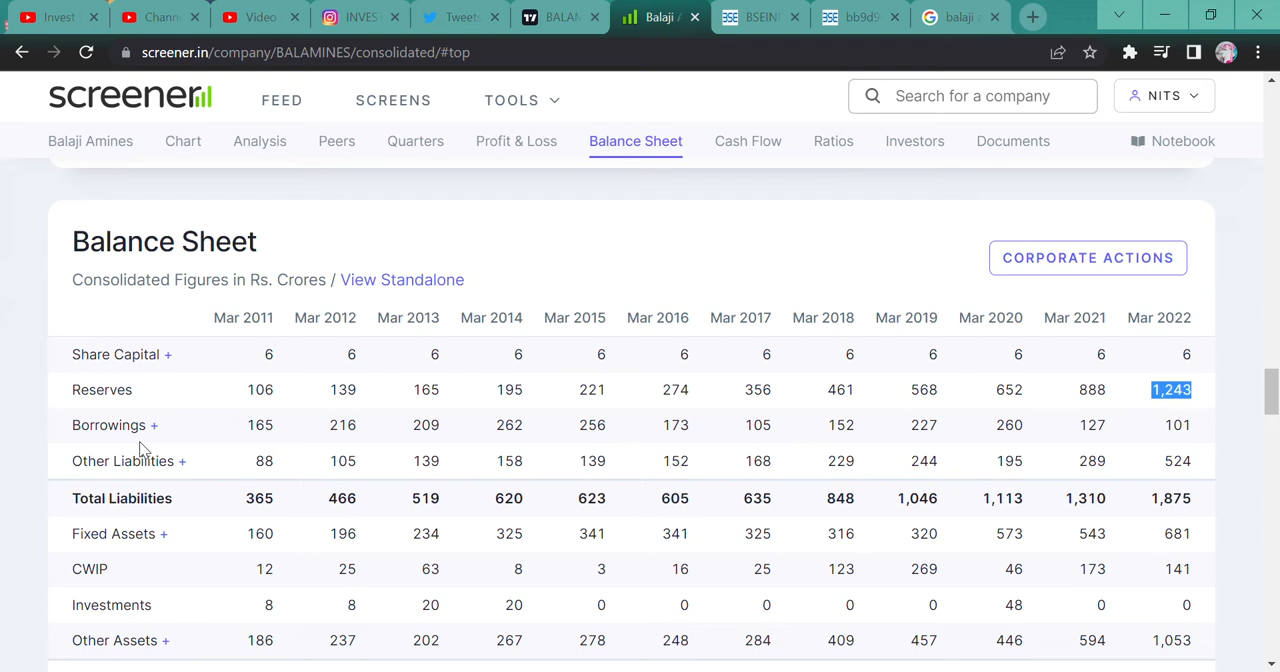 Invest
Chann
Video
INVES
Tweets
BALAM
Balaji A
BSEIN
bb9d9
balaji a
screener.in/company/BALAMINES/consolidated/#top
screener
FEED SCREENS TOOLS
Search for a company
NITS
Balaji Amines Chart Analysis Peers Quarters Profit & Loss Balance Sheet Cash Flow Ratios Investors Documents Notebook
Balance Sheet
CORPORATE ACTIONS
Consolidated Figures in Rs. Crores / View Standalone
Mar 2011 Mar 2012 Mar 2013 Mar 2014 Mar 2015 Mar 2016 Mar 2017 Mar 2018 Mar 2019 Mar 2020 Mar 2021 Mar 2022
Share Capital + 6 6 6 6 6 6 6 6 6 6 6 6
Reserves 106 139 165 195 221 274 356 461 568 652 888 1,243
Borrowings + 165 216 209 262 256 173 105 152 227 260 127 101
Other Liabilities + 88 105 139 158 139 152 168 229 244 195 289 524
Total Liabilities 365 466 519 620 623 605 635 848 1,046 1,113 1,310 1,875
Fixed Assets + 160 196 234 325 341 341 325 316 320 573 543 681
CWIP 12 25 63 8 3 16 25 123 269 46 173 141
Investments 8 8 20 20 0 0 0 0 0 48 0 0
Other Assets + 186 237 202 267 278 248 284 409 457 446 594 1,053